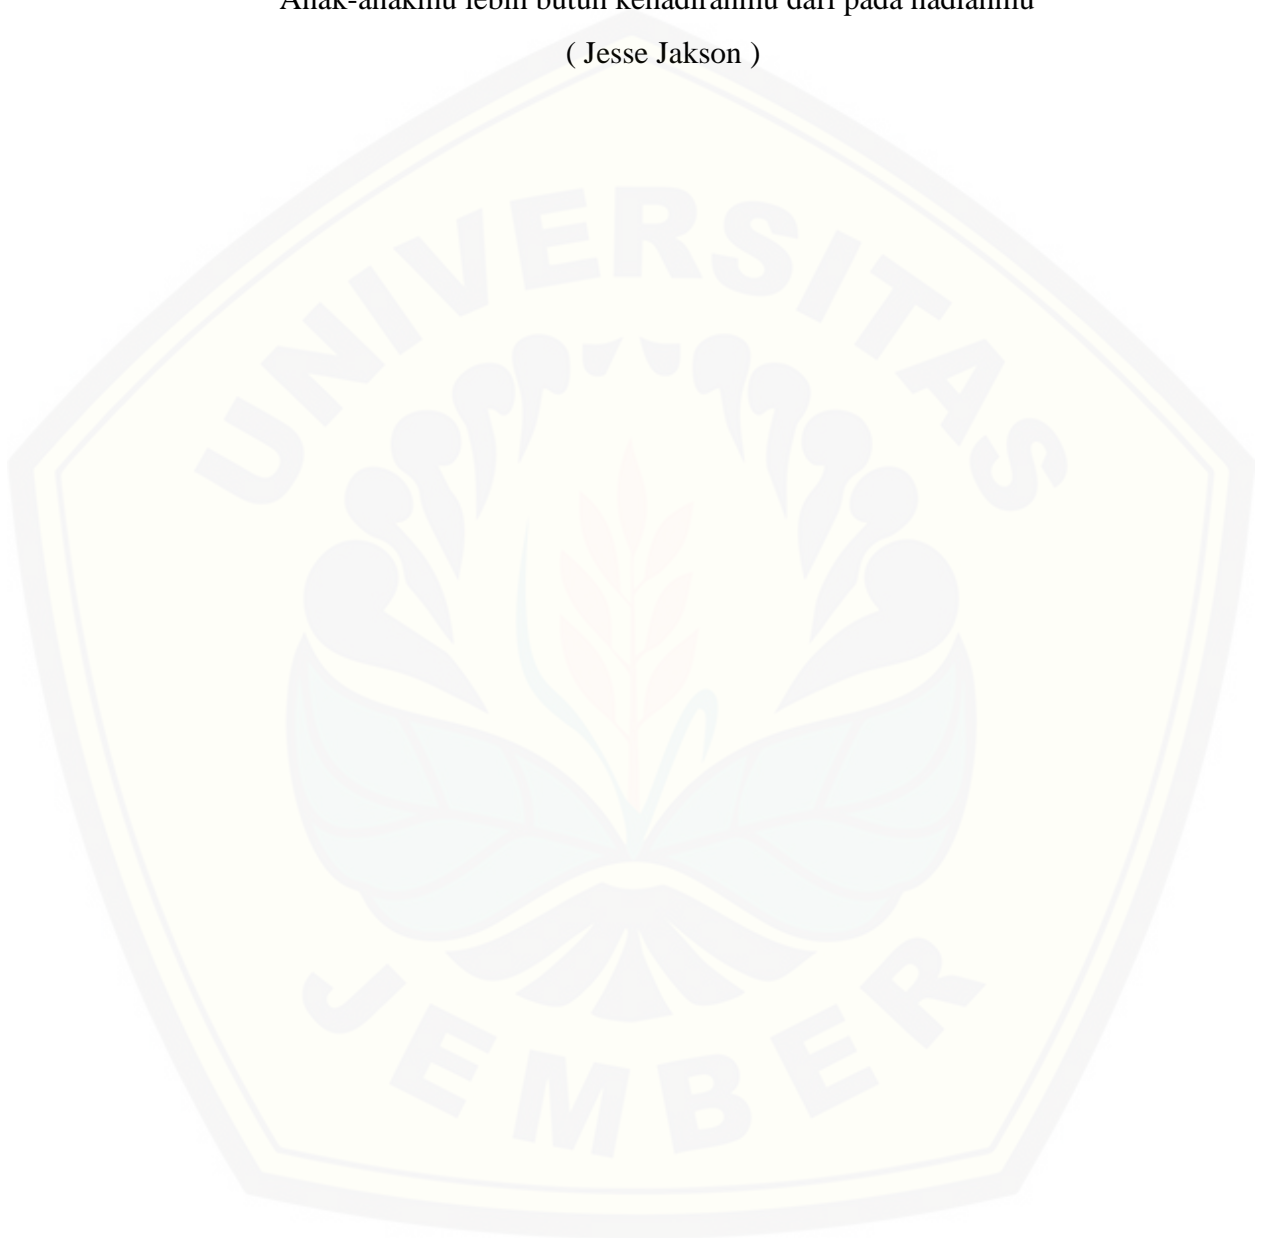 Anak-anakmu lebih butuh kehadiranmu dari pada hadiahmu
( Jesse Jakson )
UNIVERSITAS
JEMBER